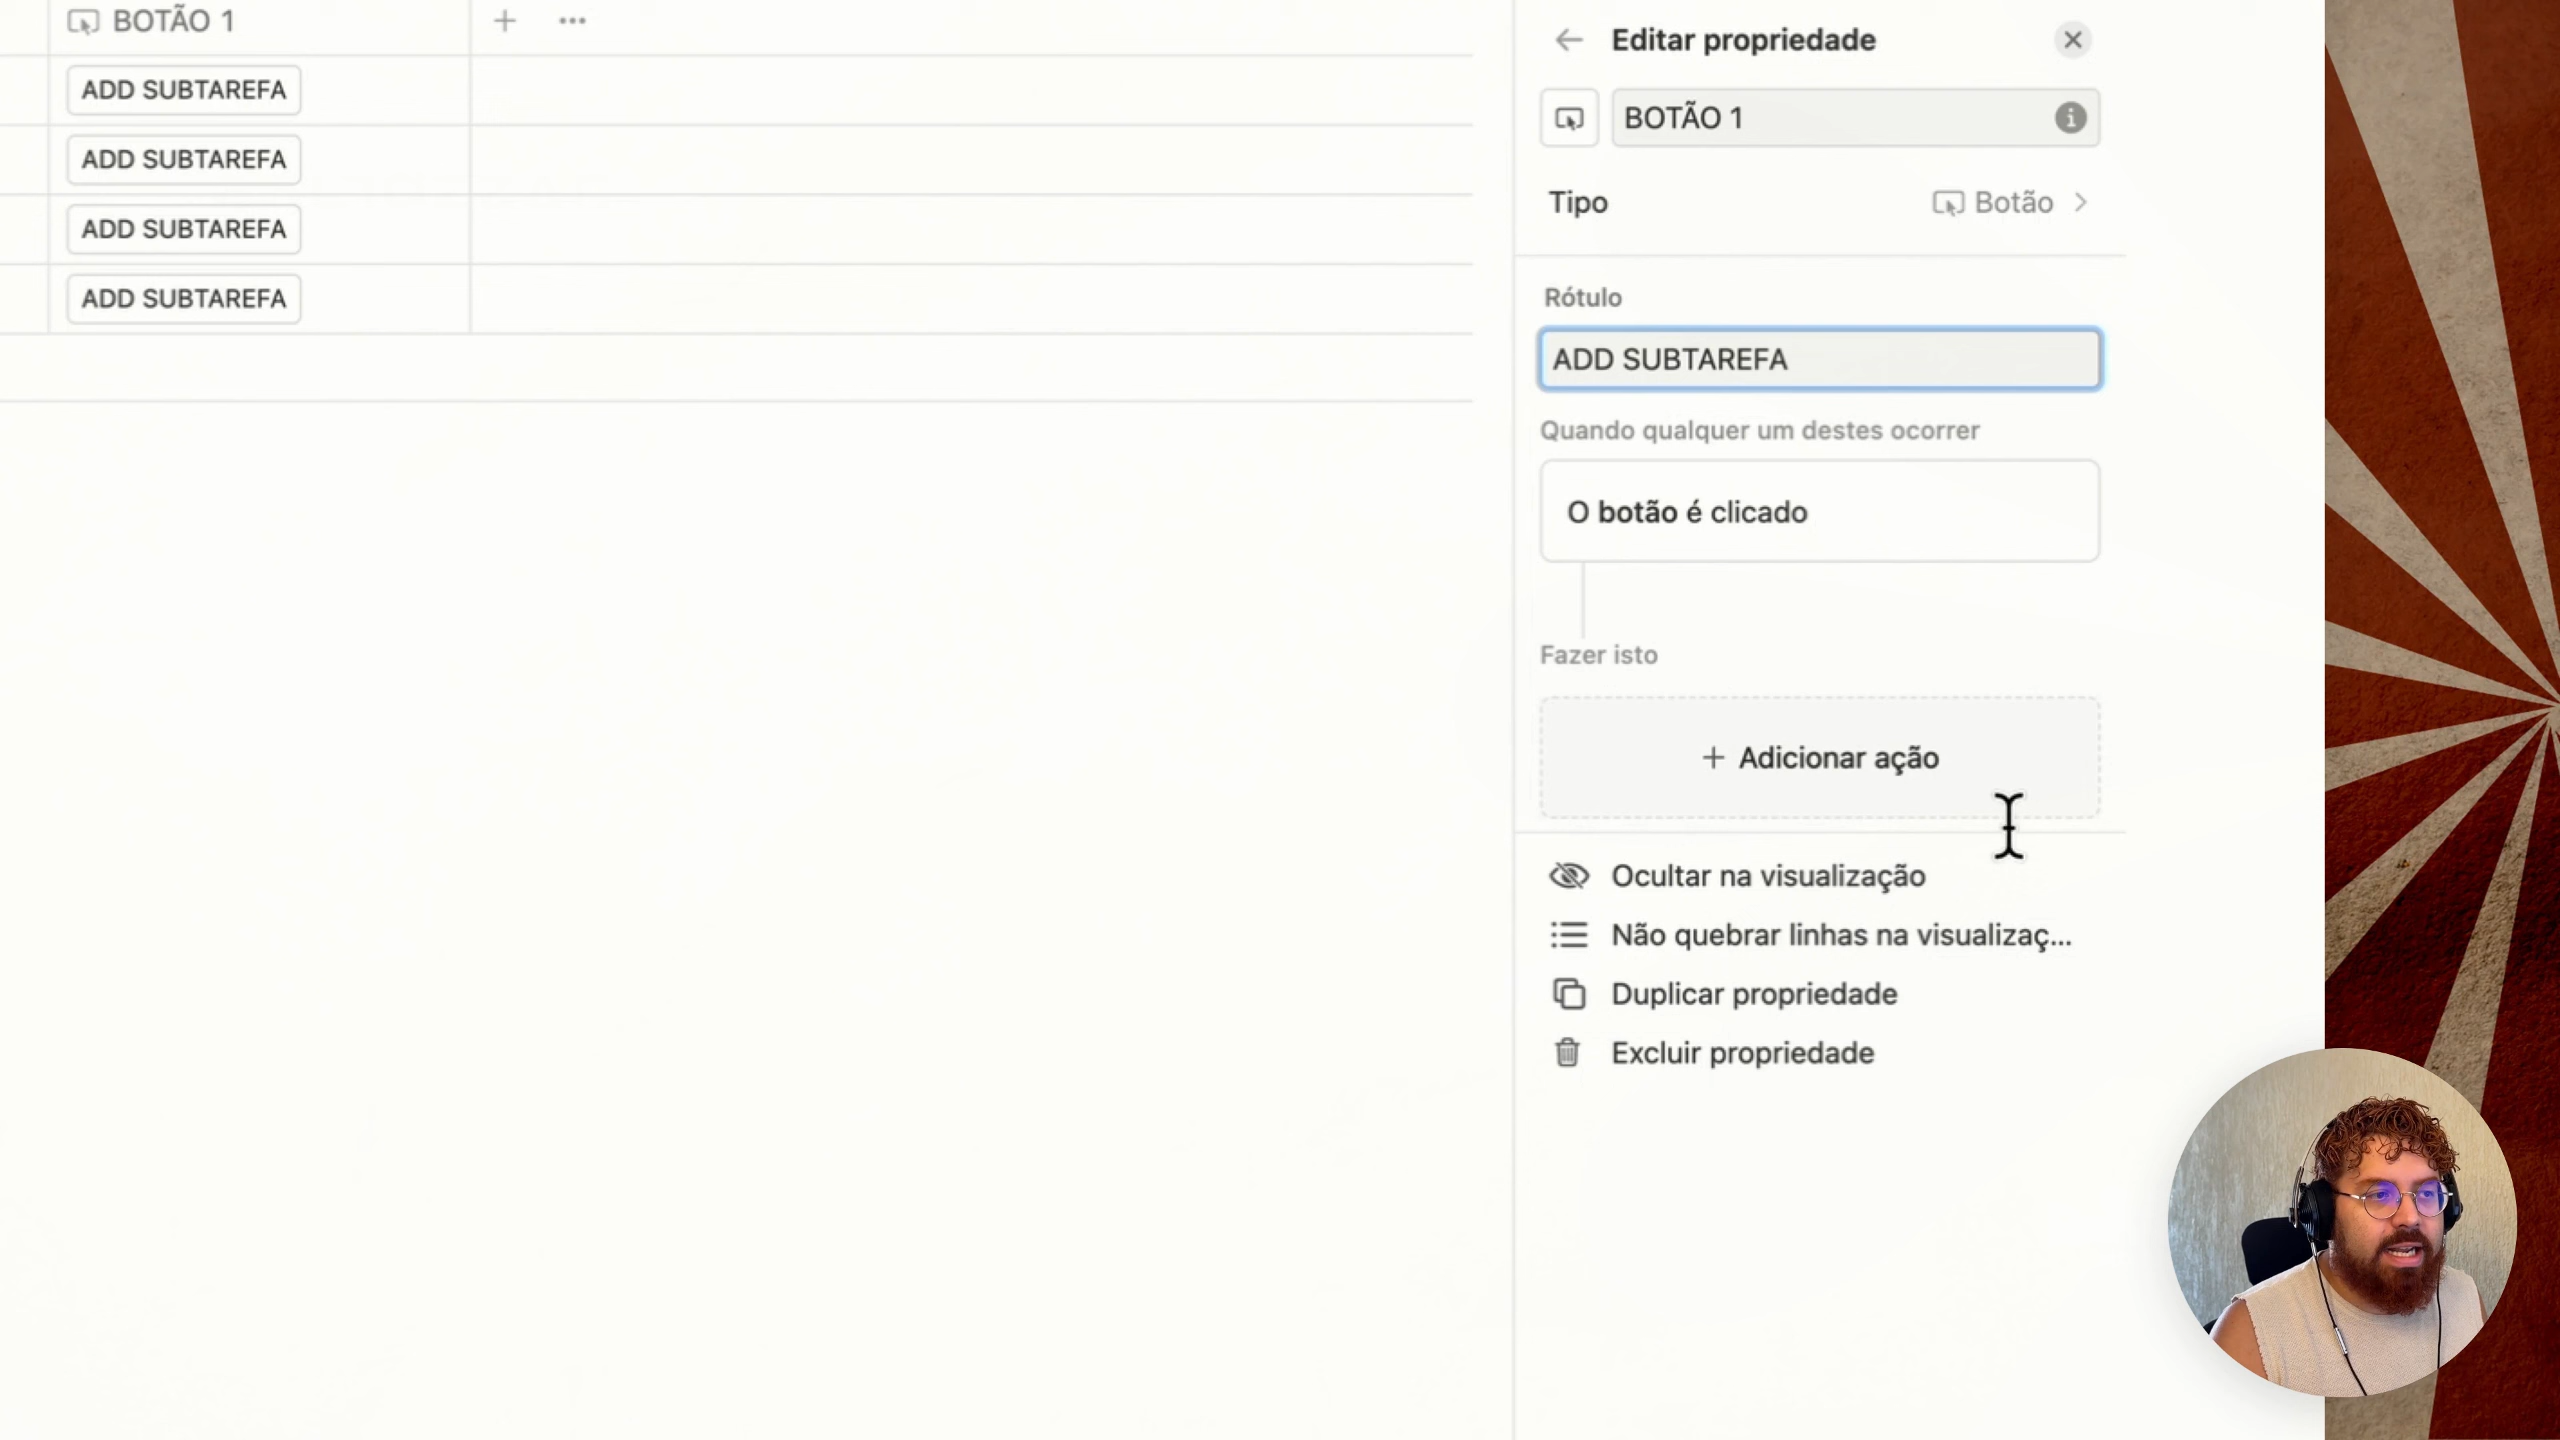 BOTÃO 1
ADD SUBTAREFA
ADD SUBTAREFA
ADD SUBTAREFA
ADD SUBTAREFA
Editar propriedade
BOTÃO 1
Tipo
Botão
Rótulo
ADD SUBTAREFA
Quando qualquer um destes ocorrer
O botão é clicado
Fazer isto
+ Adicionar ação
Ocultar na visualização
Não quebrar linhas na visualizaç...
Duplicar propriedade
Excluir propriedade